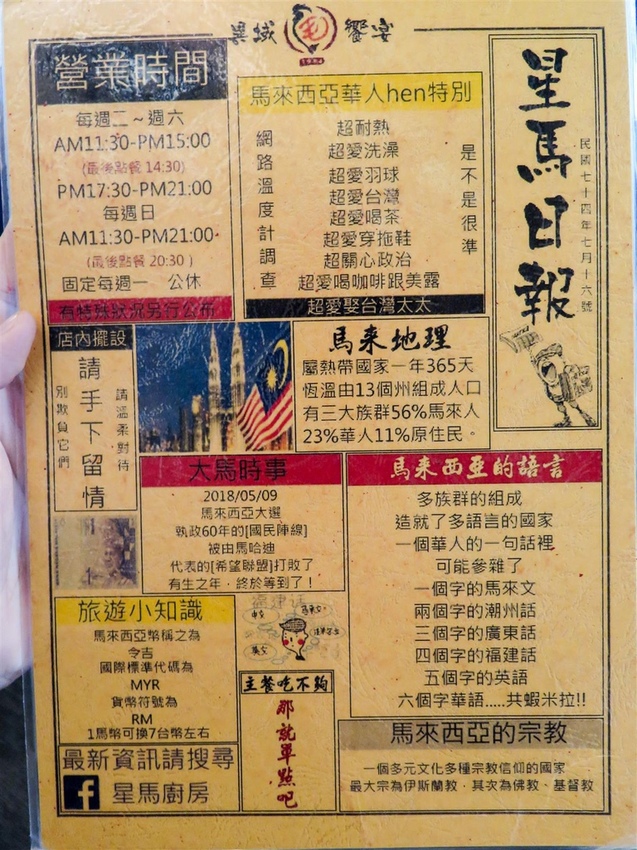 異域 饗宴
星馬日報
民國七十四年七月十六號
營業時間
每週二～週六
AM11:30-PM15:00
(最後點餐 14:30)
PM17:30-PM21:00
每週日
AM11:30-PM21:00
(最後點餐 20:30 )
固定每週一 公休
有特殊狀況另行公布
馬來西亞華人hen特別
網路溫度計調查
超耐熱
超愛洗澡
超愛羽球
超愛台灣
超愛喝茶
超愛穿拖鞋
超關心政治
超愛喝咖啡跟美露
超愛娶台灣太太
是不是很準
店內擺設
請手下留情
請溫柔對待
別欺負它們
馬来地理
屬熱帶國家一年365天
恆溫由13個州組成人口
有三大族群56%馬來人
23%華人11%原住民。
大馬時事
2018/05/09
馬來西亞大選
執政60年的[國民陣線]
被由馬哈迪
代表的[希望聯盟]打敗了
有生之年，終於等到了！
馬来西亞的語言
多族群的組成
造就了多語言的國家
一個華人的一句話裡
可能參雜了
一個字的馬來文
兩個字的潮州話
三個字的廣東話
四個字的福建話
五個字的英語
六個字華語.....共蝦米拉!!
旅遊小知識
馬來西亞幣稱之為
令吉
國際標準代碼為
MYR
貨幣符號為
RM
1馬幣可換7台幣左右
福建话
主餐吃不夠
那就單點吧
馬來西亞的宗教
一個多元文化多種宗教信仰的國家
最大宗為伊斯蘭教，其次為佛教、基督教
最新資訊請搜尋
f 星馬廚房